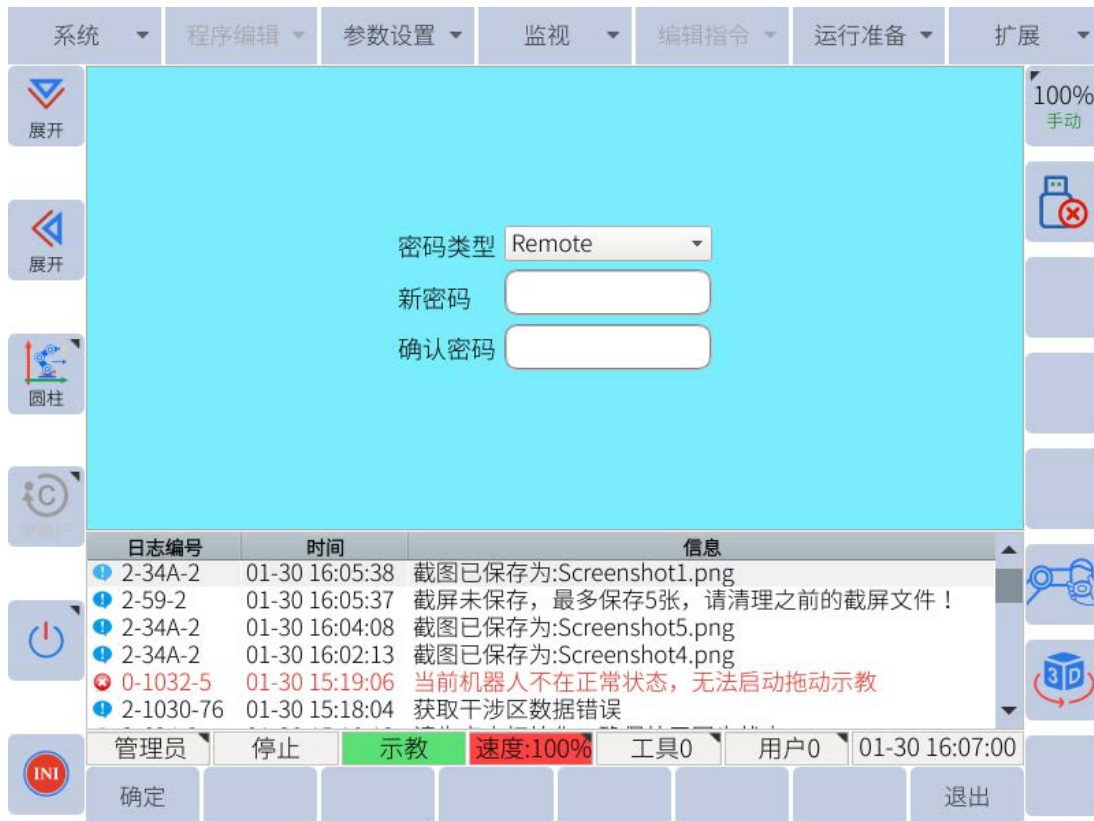 系统 程序编辑 参数设置 监视 编辑指令 运行准备 扩展
展开
100%
手动
展开
密码类型 Remote
新密码
确认密码
圆柱
C
日志编号 时间 信息
2-34A-2 01-30 16:05:38 截图已保存为:Screenshot1.png
2-59-2 01-30 16:05:37 截屏未保存，最多保存5张，请清理之前的截屏文件！
2-34A-2 01-30 16:04:08 截图已保存为:Screenshot5.png
2-34A-2 01-30 16:02:13 截图已保存为:Screenshot4.png
0-1032-5 01-30 15:19:06 当前机器人不在正常状态，无法启动拖动示教
2-1030-76 01-30 15:18:04 获取干涉区数据错误
3D
管理员 停止 示教 速度:100% 工具0 用户0 01-30 16:07:00
INI
确定 退出